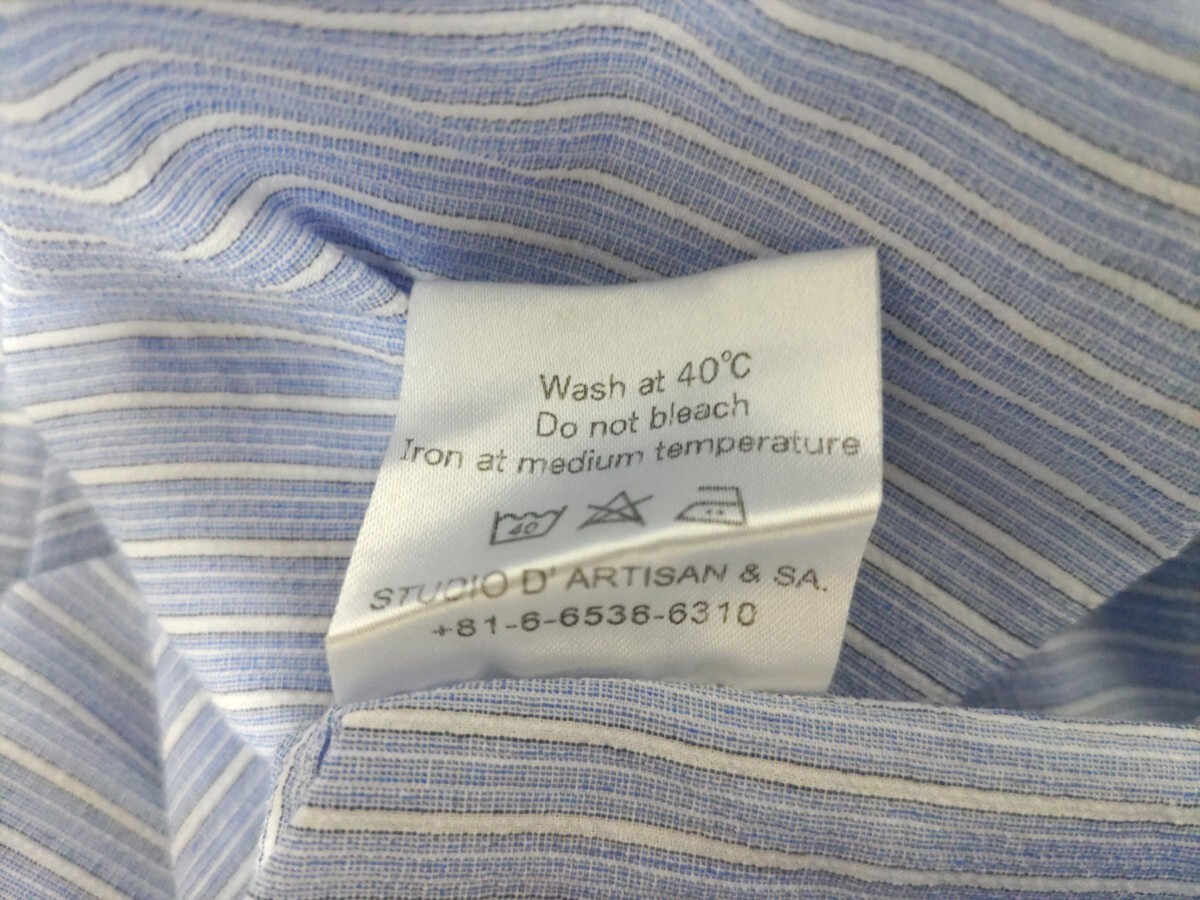 Wash at 40°C
Do not bleach
Iron at medium temperature
40
STUDIO D' ARTISAN & SA.
+81-6-6536-6310